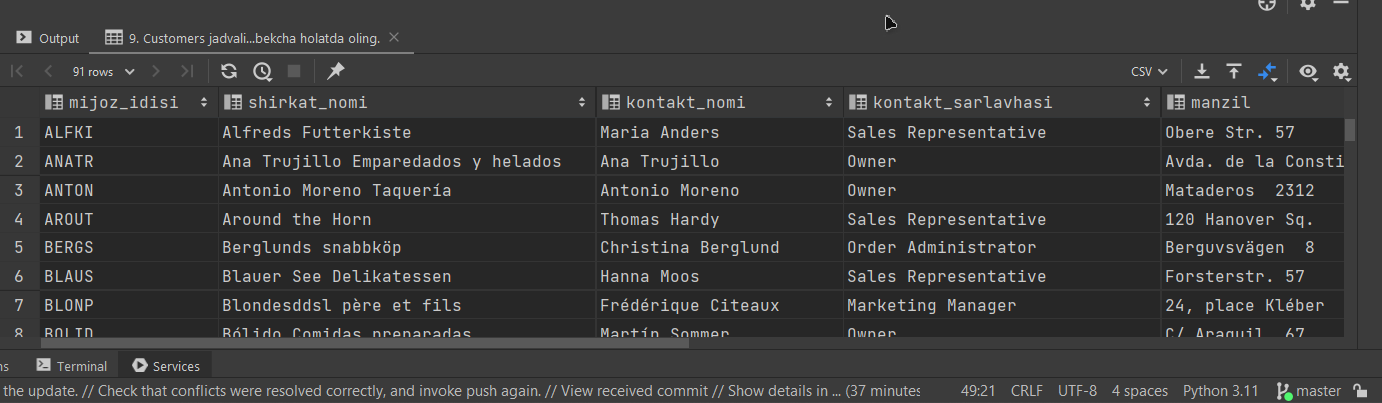 Output 9. Customers jadvali...bekcha holatda oling.
91 rows CSV
mijoz_idisi shirkat_nomi kontakt_nomi kontakt_sarlavhasi manzil
1 ALFKI Alfreds Futterkiste Maria Anders Sales Representative Obere Str. 57
2 ANATR Ana Trujillo Emparedados y helados Ana Trujillo Owner Avda. de la Consti
3 ANTON Antonio Moreno Taquería Antonio Moreno Owner Mataderos 2312
4 AROUT Around the Horn Thomas Hardy Sales Representative 120 Hanover Sq.
5 BERGS Berglunds snabbköp Christina Berglund Order Administrator Berguvsvägen 8
6 BLAUS Blauer See Delikatessen Hanna Moos Sales Representative Forsterstr. 57
7 BLONP Blondesddsl père et fils Frédérique Citeaux Marketing Manager 24, place Kléber
8 BOLID Bólido Comidas preparadas Martín Sommer Owner C/ Araquil, 67
ns Terminal Services
the update. // Check that conflicts were resolved correctly, and invoke push again. // View received commit // Show details in ... (37 minutes 49:21 CRLF UTF-8 4 spaces Python 3.11 master